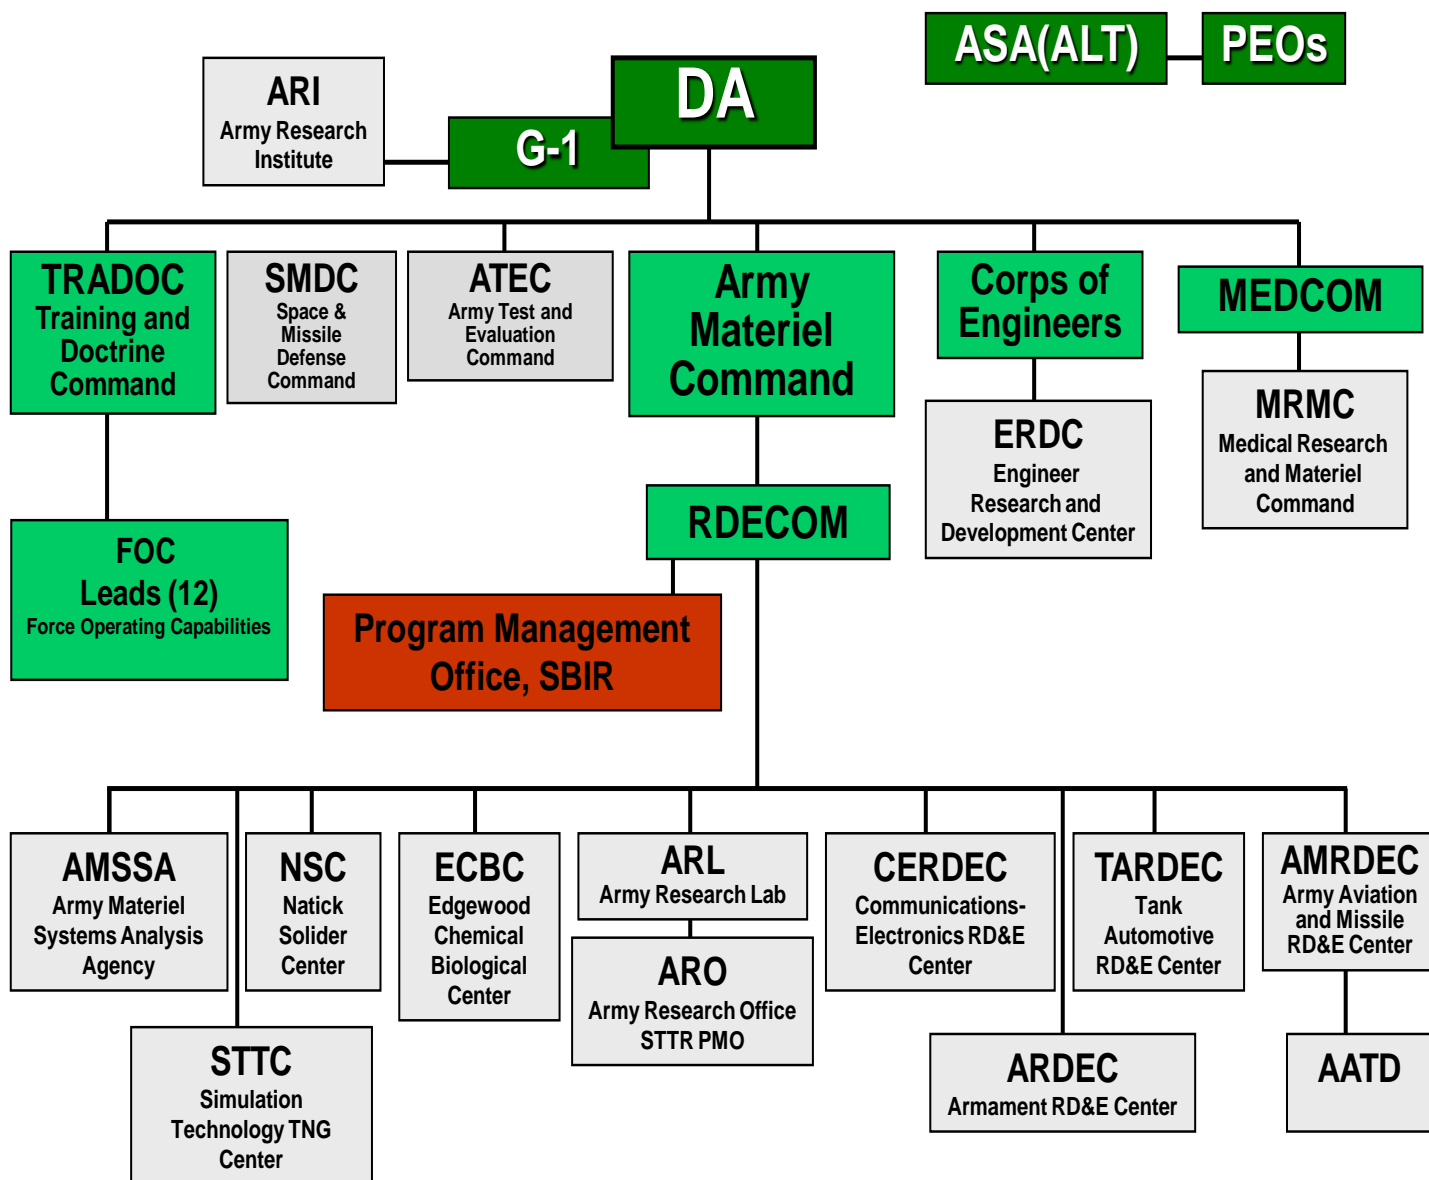 ASA(ALT)
PEOs
ARI
Army Research
Institute
G-1
DA
TRADOC
Training and
Doctrine
Command
SMDC
Space &
Missile
Defense
Command
ATEC
Army Test and
Evaluation
Command
Army
Materiel
Command
Corps of
Engineers
MEDCOM
FOC
Leads (12)
Force Operating Capabilities
RDECOM
ERDC
Engineer
Research and
Development Center
MRMC
Medical Research
and Materiel
Command
Program Management
Office, SBIR
AMSSA
Army Materiel
Systems Analysis
Agency
NSC
Natick
Solider
Center
ECBC
Edgewood
Chemical
Biological
Center
ARL
Army Research Lab
CERDEC
Communications-
Electronics RD&E
Center
TARDEC
Tank
Automotive
RD&E Center
AMRDEC
Army Aviation
and Missile
RD&E Center
STTC
Simulation
Technology TNG
Center
ARO
Army Research Office
STTR PMO
ARDEC
Armament RD&E Center
AATD